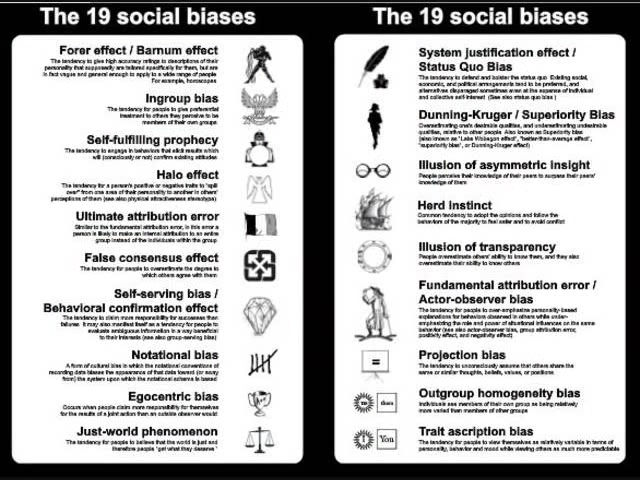 The 19 social biases
Forer effect / Barnum effect
The tendency to give high accuracy ratings to descriptions of their
personality that supposedly are tailored specifically for them, but are
in fact vague and general enough to apply to a wide range of people.
For example, horoscopes.
Ingroup bias
The tendency for people to give preferential
treatment to others they perceive to be
members of their own groups.
Self-fulfilling prophecy
The tendency to engage in behaviors that elicit results which
will (consciously or not) confirm existing attitudes
Halo effect
The tendency for a person's positive or negative traits to "spill
over" from one area of their personality to another in others'
perceptions of them (see also physical attractiveness stereotype)
Ultimate attribution error
Similar to the fundamental attribution error, in this error a
person is likely to make an internal attribution to an entire
group instead of the individuals within the group
False consensus effect
The tendency for people to overestimate the degree to
which others agree with them
Self-serving bias /
Behavioral confirmation effect
The tendency to claim more responsibility for successes than
failures. It may also manifest itself as a tendency for people to
evaluate ambiguous information in a way beneficial
to their interests (see also group-serving bias)
Notational bias
A form of cultural bias in which the notational conventions of
recording data biases the appearance of that data toward (or away
from) the system upon which the notational schema is based
Egocentric bias
Occurs when people claim more responsibility for themselves
for the results of a joint action than an outside observer would
Just-world phenomenon
The tendency for people to believe that the world is just and
therefore people "get what they deserve"
The 19 social biases
System justification effect /
Status Quo Bias
The tendency to defend and bolster the status quo. Existing social,
economic, and political arrangements tend to be preferred, and
alternatives disparaged sometimes even at the expense of individual
and collective self-interest (See also status quo bias)
Dunning-Kruger / Superiority Bias
Overestimating one's desirable qualities, and underestimating undesirable
qualities, relative to other people. Also known as Superiority bias
(also known as "Lake Wobegon effect", "better-than-average effect",
"superiority bias", or Dunning-Kruger effect)
Illusion of asymmetric insight
People perceive their knowledge of their peers to surpass their peers'
knowledge of them
Herd instinct
Common tendency to adopt the opinions and follow the
behaviors of the majority to feel safer and to avoid conflict
Illusion of transparency
People overestimate others' ability to know them, and they also
overestimate their ability to know others
Fundamental attribution error /
Actor-observer bias
The tendency for people to over-emphasize personality-based
explanations for behaviors observed in others while under-
emphasizing the role and power of situational influences on the same
behavior (see also actor-observer bias, group attribution error,
positivity effect, and negativity effect)
=
Projection bias
The tendency to unconsciously assume that others share the
same or similar thoughts, beliefs, values, or positions
us
them
Outgroup homogeneity bias
Individuals see members of their own group as being relatively
more varied than members of other groups
I
You
Trait ascription bias
The tendency for people to view themselves as relatively variable in terms of
personality, behavior and mood while viewing others as much more predictable